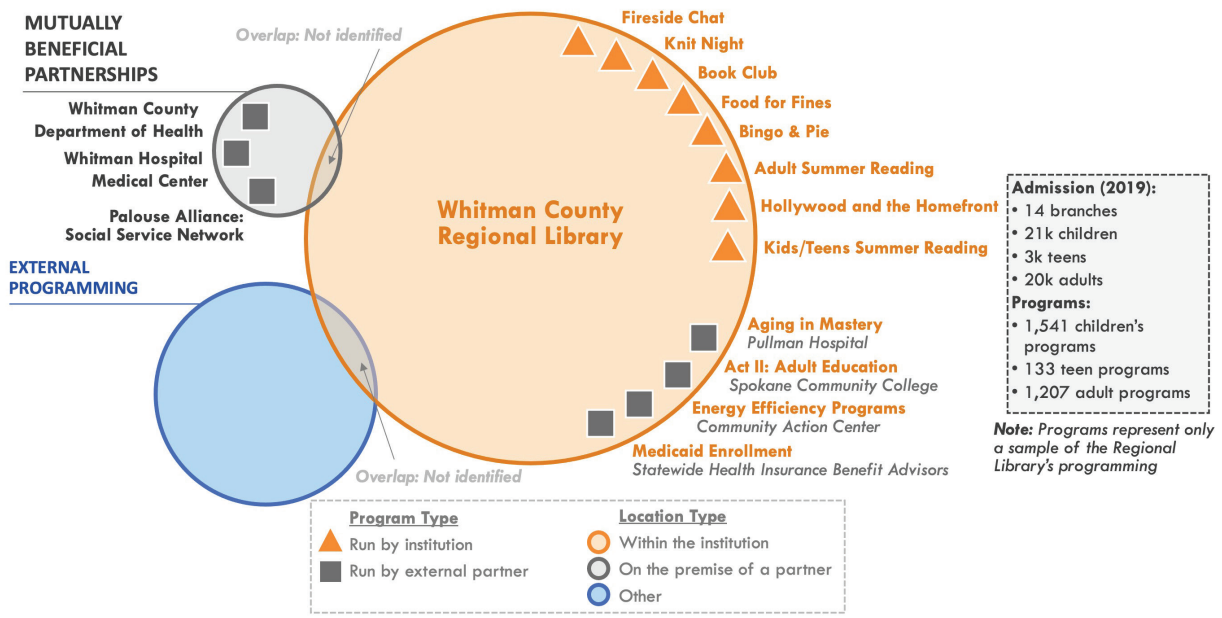 MUTUALLY
BENEFICIAL
PARTNERSHIPS
Overlap: Not identified
Whitman County
Department of Health
Whitman Hospital
Medical Center
Palouse Alliance:
Social Service Network
EXTERNAL
PROGRAMMING
Whitman County
Regional Library
Fireside Chat
Knit Night
Book Club
Food for Fines
Bingo & Pie
Adult Summer Reading
Hollywood and the Homefront
Kids/Teens Summer Reading
Aging in Mastery
Pullman Hospital
Act II: Adult Education
Spokane Community College
Energy Efficiency Programs
Community Action Center
Medicaid Enrollment
Statewide Health Insurance Benefit Advisors
Overlap: Not identified
Admission (2019):
• 14 branches
• 21k children
• 3k teens
• 20k adults
Programs:
• 1,541 children's
programs
• 133 teen programs
• 1,207 adult programs
Note: Programs represent only
a sample of the Regional
Library's programming
Program Type
Run by institution
Run by external partner
Location Type
Within the institution
On the premise of a partner
Other